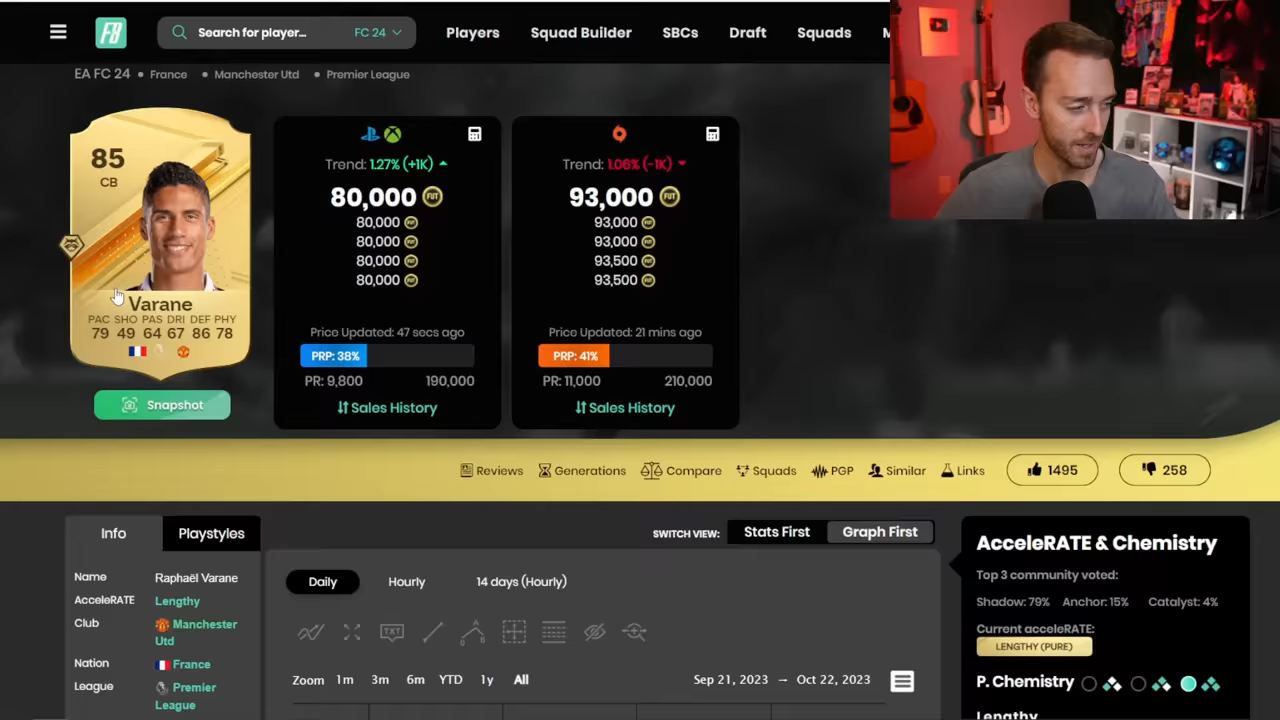 FB
Search for player...
FC 24
Players
Squad Builder
SBCs
Draft
Squads
M
EA FC 24 • France • Manchester Utd • Premier League
85
CB
Varane
PAC SHO PAS DRI DEF PHY
79 49 64 67 86 78
Snapshot
Trend: 1.27% (+1K)
80,000 FUT
80,000
80,000
80,000
80,000
Price Updated: 47 secs ago
PRP: 38%
PR: 9,800 190,000
Sales History
Trend: 1.06% (-1K)
93,000 FUT
93,000
93,000
93,500
93,500
Price Updated: 21 mins ago
PRP: 41%
PR: 11,000 210,000
Sales History
Reviews
Generations
Compare
Squads
PGP
Similar
Links
1495
258
Info
Playstyles
Name Raphaël Varane
AcceleRATE Lengthy
Club Manchester
Utd
Nation France
League Premier
League
SWITCH VIEW:
Stats First
Graph First
Daily
Hourly
14 days (Hourly)
TXT
Zoom 1m 3m 6m YTD 1y All
Sep 21, 2023 → Oct 22, 2023
AcceleRATE & Chemistry
Top 3 community voted:
Shadow: 79% Anchor: 15% Catalyst: 4%
Current acceleRATE:
LENGTHY (PURE)
P. Chemistry
Lengthy